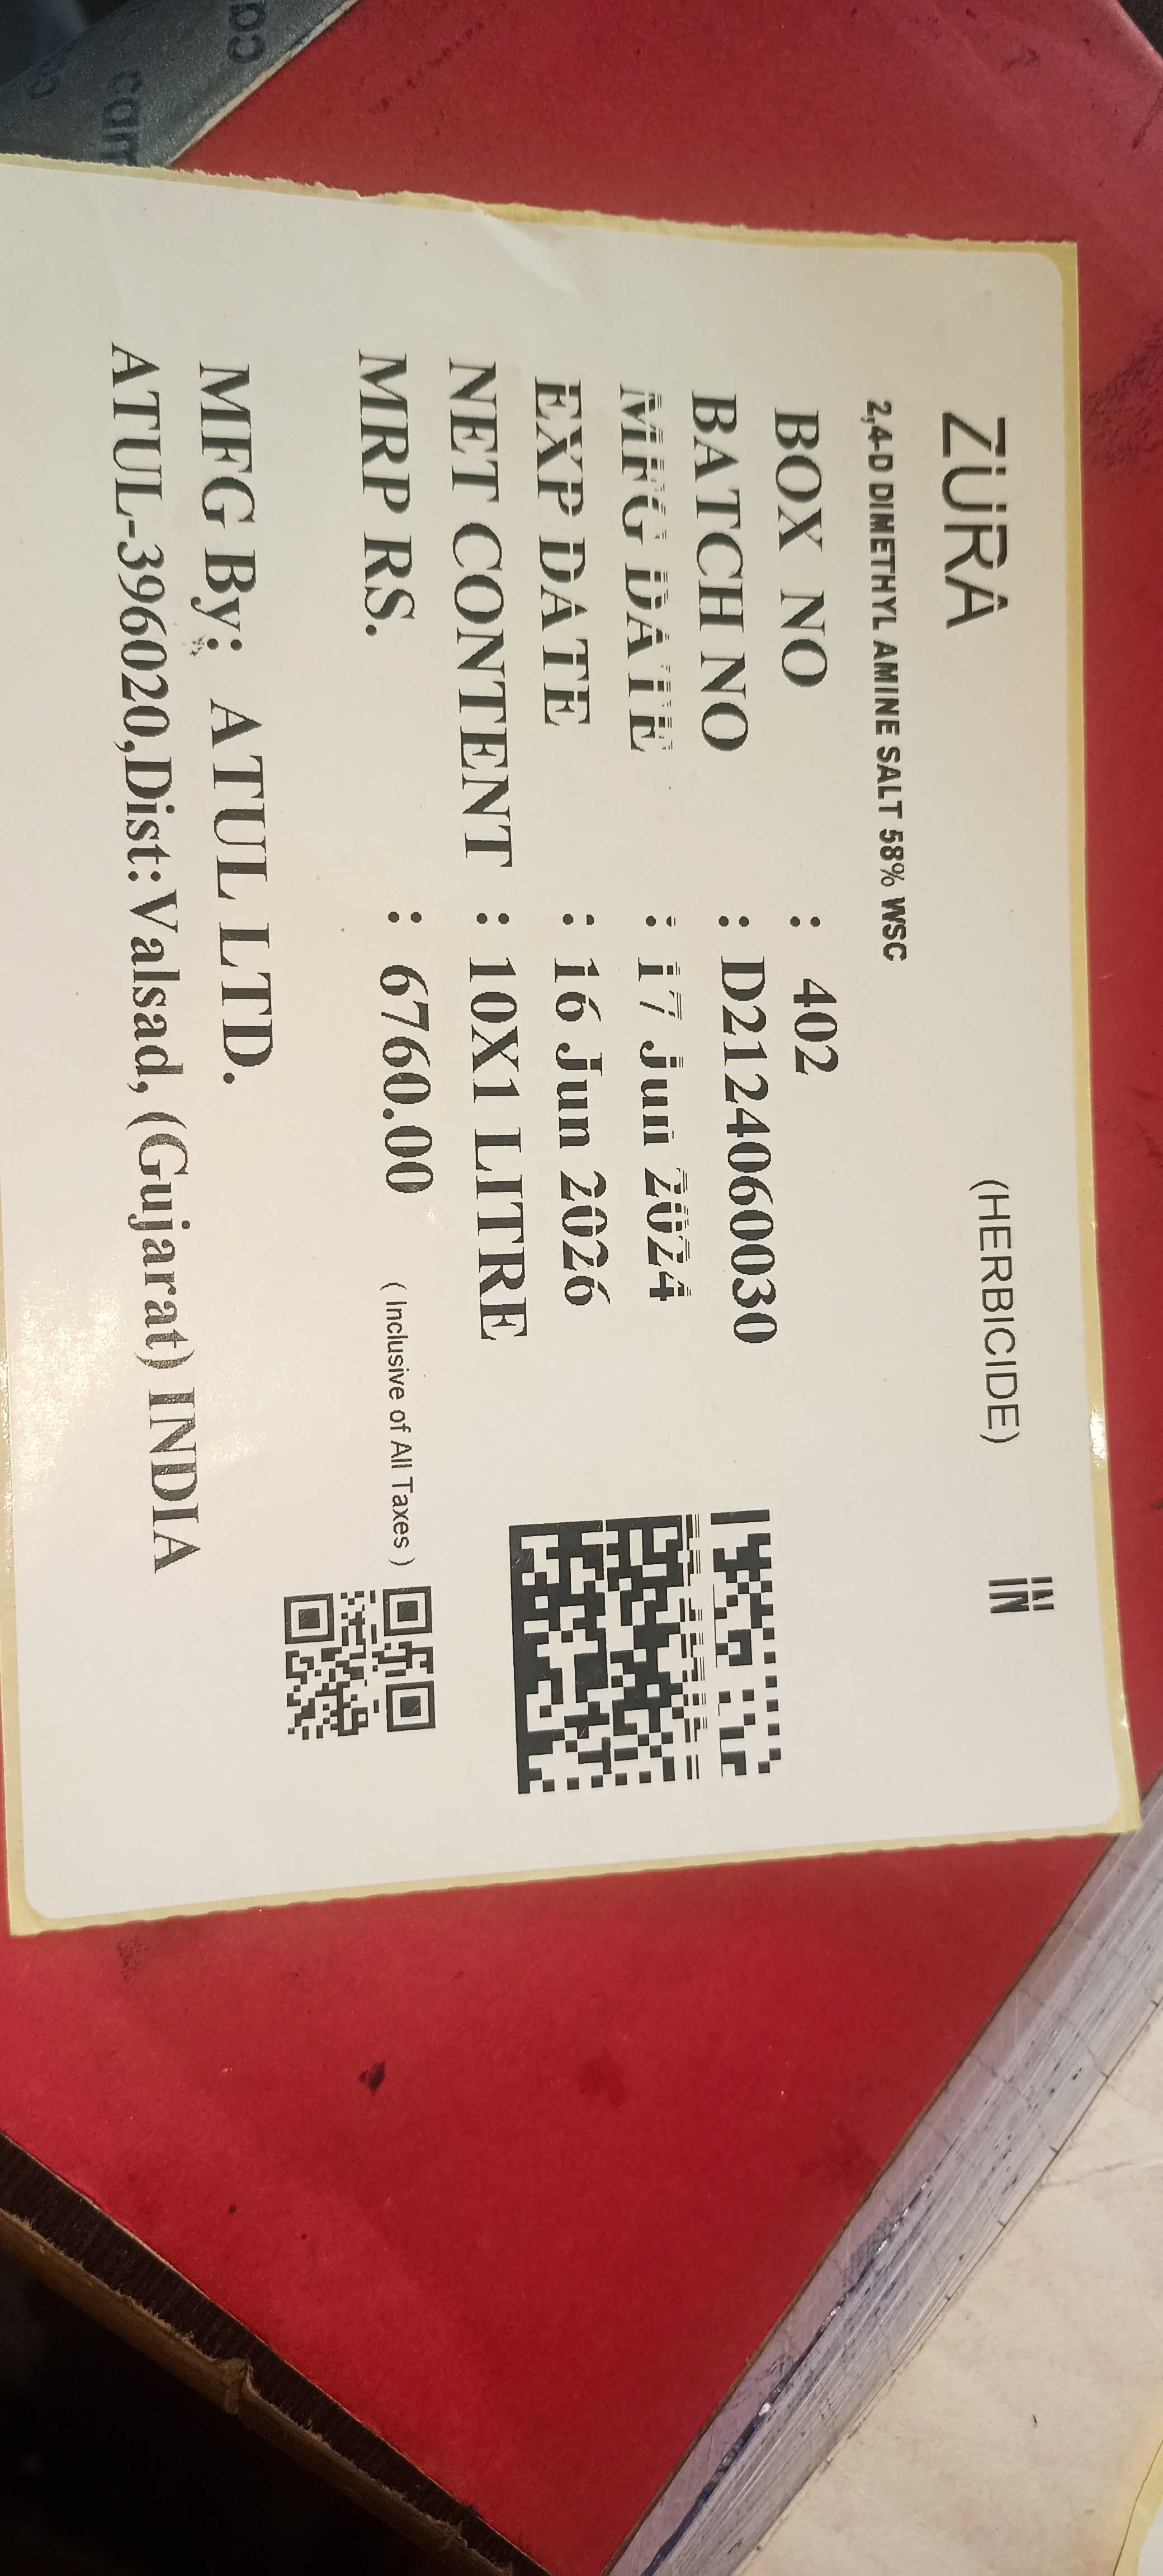 ZURA (HERBICIDE) IN
2,4-D DIMETHYL AMINE SALT 58% WSC
BOX NO : 402
BATCH NO : D2124060030
MFG DATE : 17 Jun 2024
EXP DATE : 16 Jun 2026
NET CONTENT : 10X1 LITRE
MRP RS. : 6760.00 ( Inclusive of All Taxes )
MFG By: ATUL LTD.
ATUL-396020,Dist:Valsad, (Gujarat) INDIA